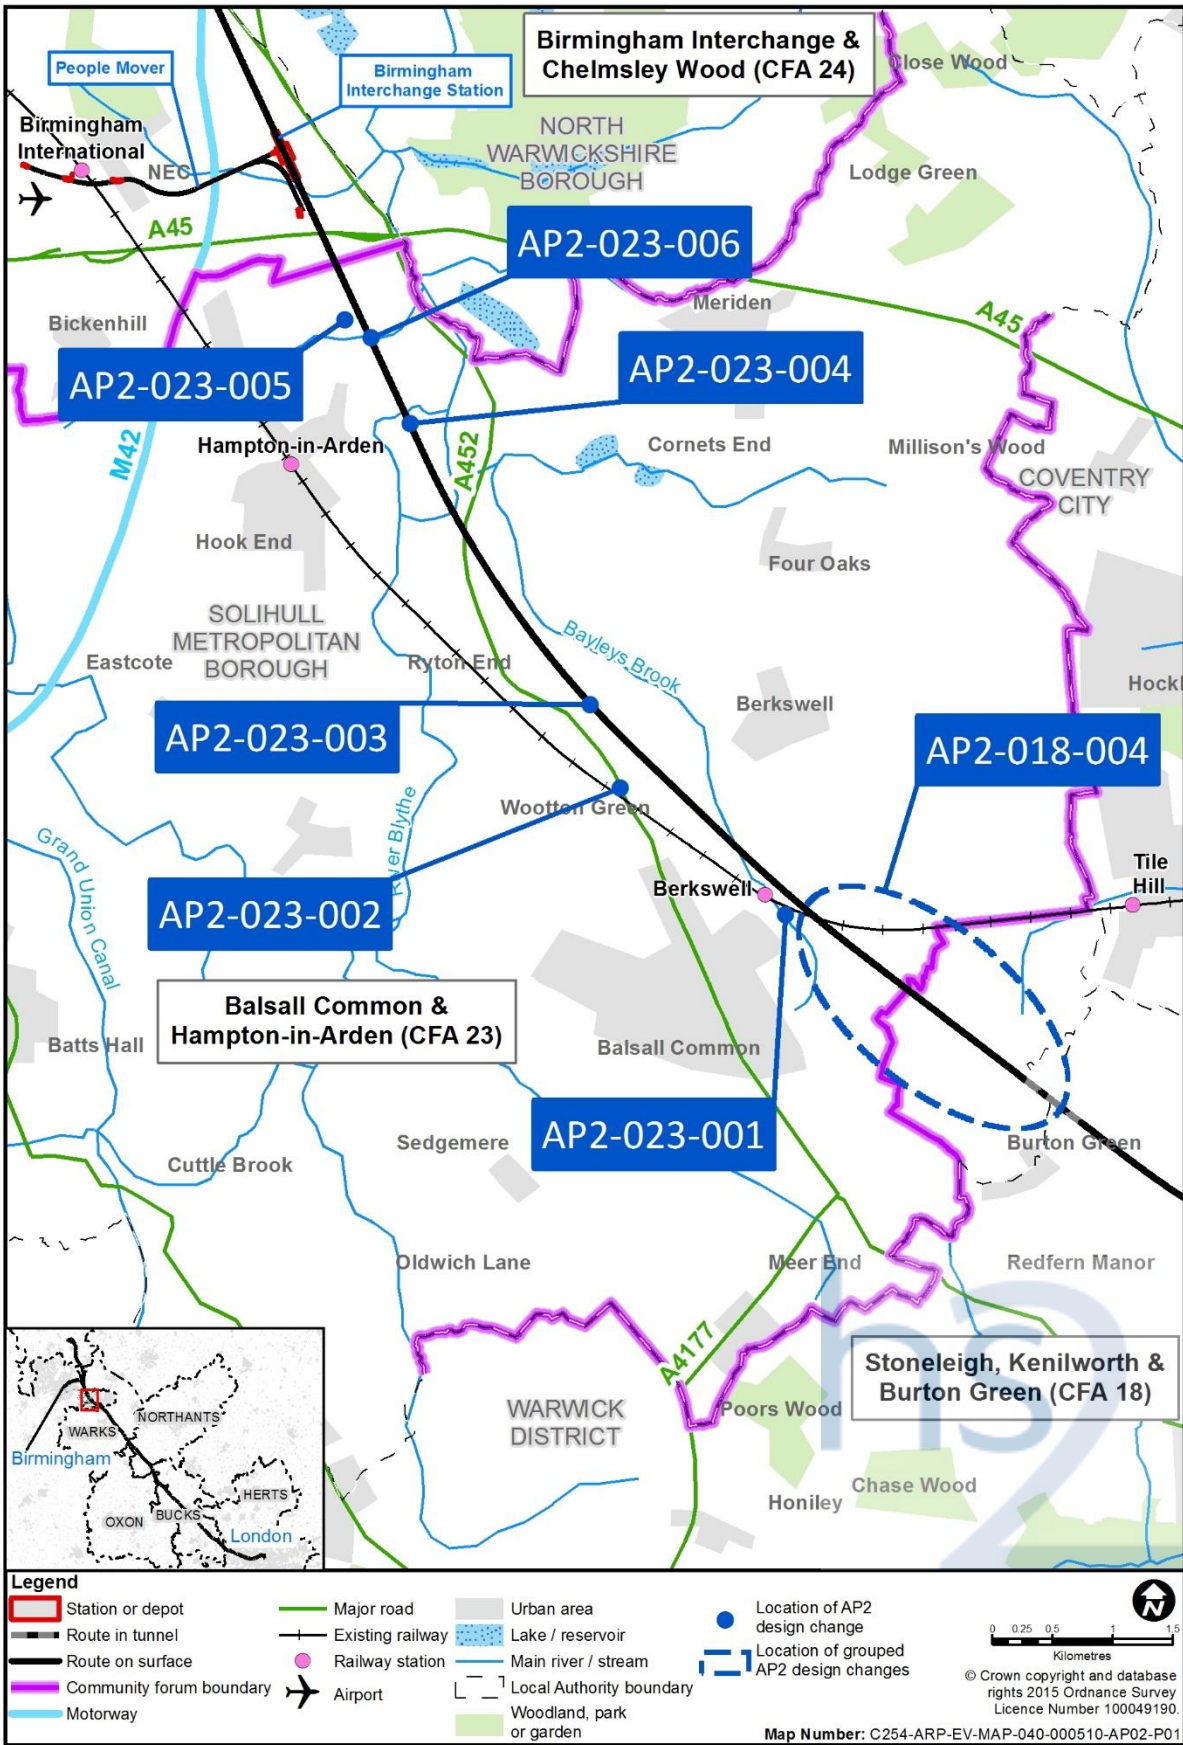 Birmingham Interchange &
Chelmsley Wood (CFA 24)
Close Wood
People Mover
Birmingham
Interchange Station
Birmingham
International
NEC
NORTH
WARWICKSHIRE
BOROUGH
Lodge Green
A45
AP2-023-006
Meriden
A45
Bickenhill
AP2-023-005
AP2-023-004
M42
Hampton-in-Arden
A452
Cornets End
Millison's Wood
COVENTRY
CITY
Hook End
Four Oaks
SOLIHULL
METROPOLITAN
BOROUGH
Eastcote
Ryton End
Bayleys Brook
Berkswell
AP2-023-003
AP2-018-004
Wootton Green
River Blythe
Grand Union Canal
Berkswell
Tile
Hill
AP2-023-002
Balsall Common &
Hampton-in-Arden (CFA 23)
Batts Hall
Balsall Common
AP2-023-001
Sedgemere
Burton Green
Cuttle Brook
Oldwich Lane
Meer End
Redfern Manor
A4177
hs2
Stoneleigh, Kenilworth &
Burton Green (CFA 18)
WARWICK
DISTRICT
Poors Wood
Chase Wood
Honiley
NORTHANTS
WARKS
Birmingham
HERTS
OXON
BUCKS
London
Legend
Station or depot
Route in tunnel
Route on surface
Community forum boundary
Motorway
Major road
Existing railway
Railway station
Airport
Urban area
Lake / reservoir
Main river / stream
Local Authority boundary
Woodland, park
or garden
Location of AP2
design change
Location of grouped
AP2 design changes
N
0 0.25 0.5 1 1.5
Kilometres
© Crown copyright and database
rights 2015 Ordnance Survey
Licence Number 100049190.
Map Number: C254-ARP-EV-MAP-040-000510-AP02-P01